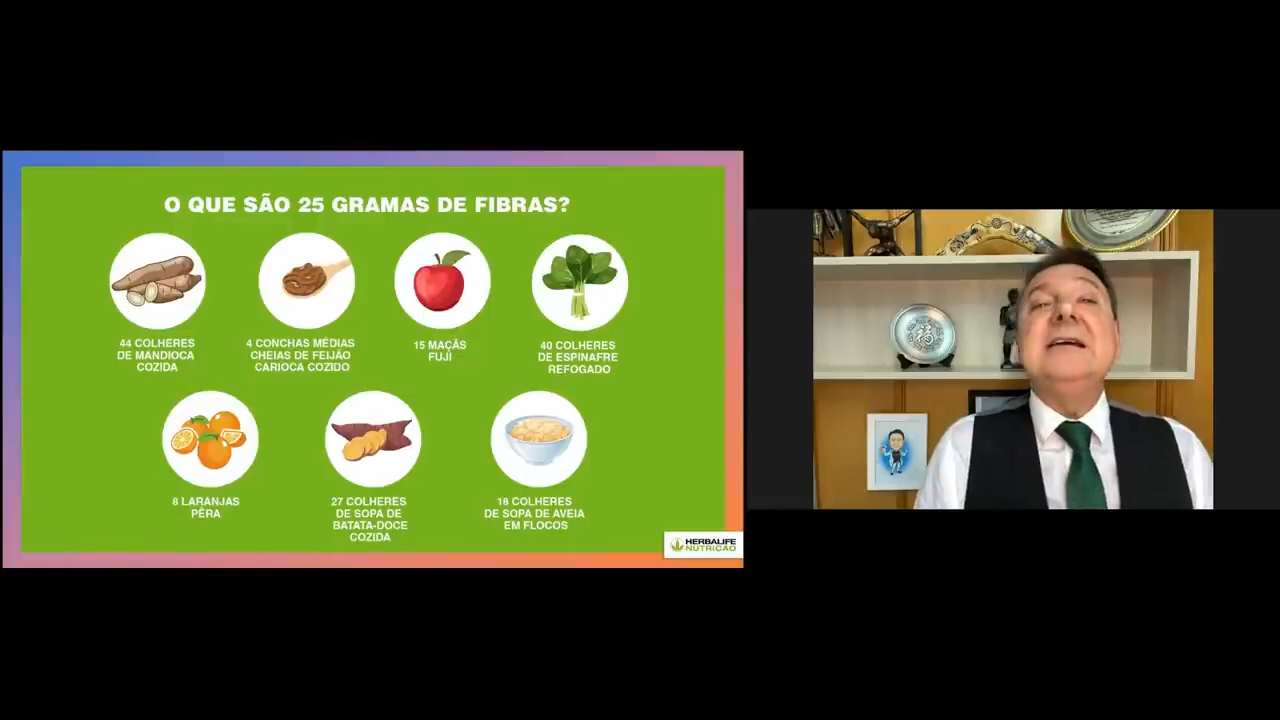 O QUE SÃO 25 GRAMAS DE FIBRAS?
44 COLHERES
DE MANDIOCA
COZIDA
4 CONCHAS MÉDIAS
CHEIAS DE FEIJÃO
CARIOCA COZIDO
15 MAÇÃS
FUJI
40 COLHERES
DE ESPINAFRE
REFOGADO
8 LARANJAS
PÊRA
27 COLHERES
DE SOPA DE
BATATA-DOCE
COZIDA
18 COLHERES
DE SOPA DE AVEIA
EM FLOCOS
HERBALIFE
NUTRIÇÃO
福